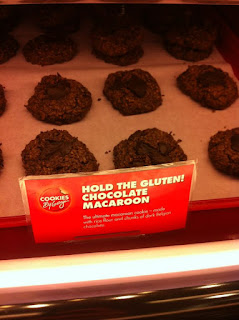 HOLD THE GLUTEN!
CHOCOLATE
MACAROON
COOKIES
by George
The ultimate macaroon cookie - made
with rice flour and chunks of dark Belgian
chocolate.